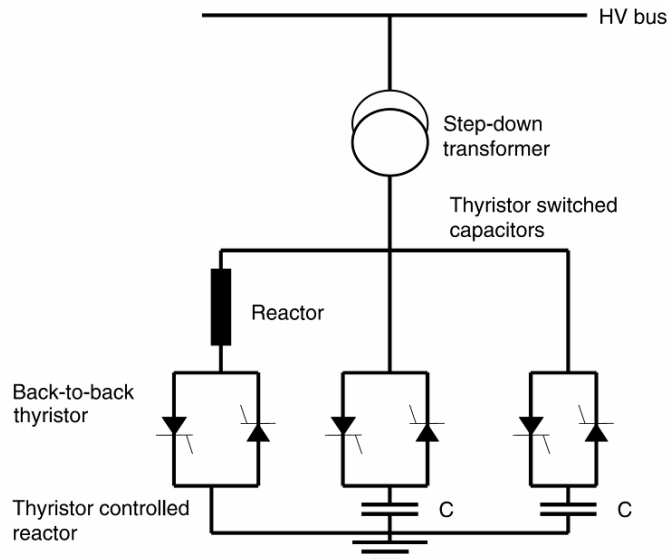 HV bus
Step-down
transformer
Thyristor switched
capacitors
Reactor
Back-to-back
thyristor
Thyristor controlled
reactor
C
C